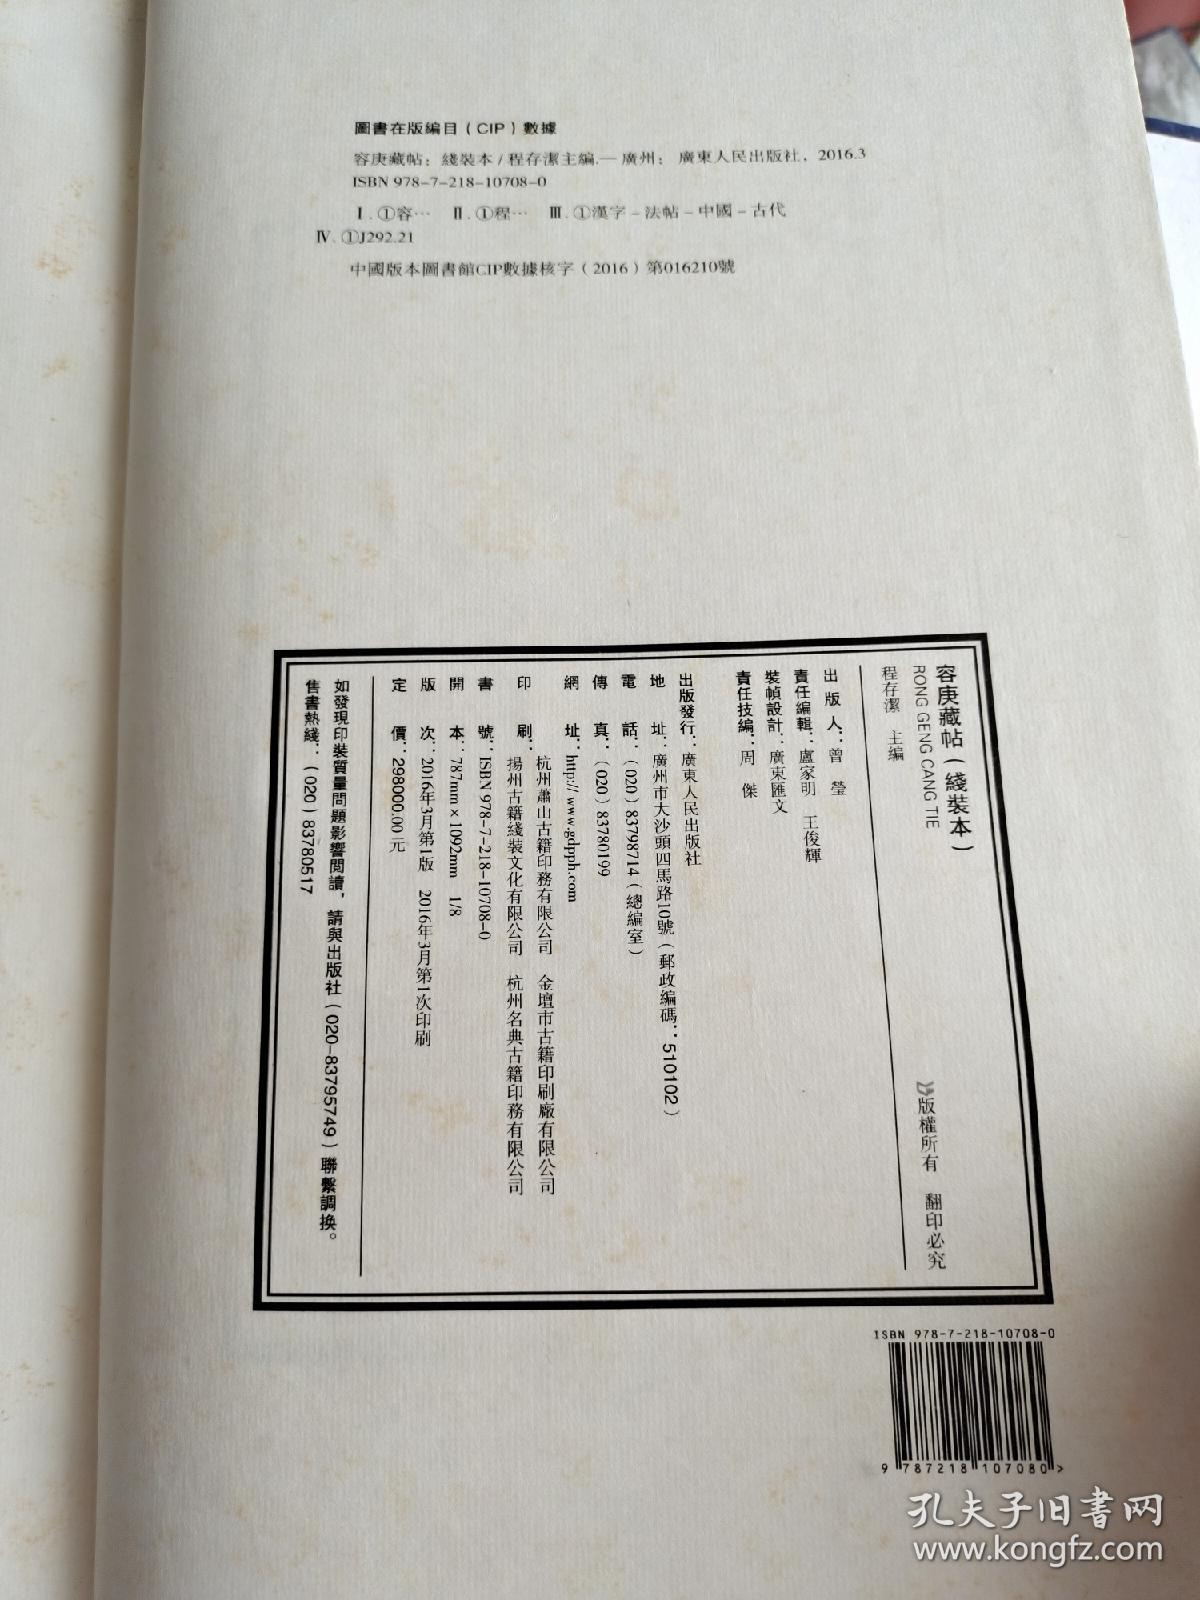 圖書在版編目（CIP）數據
容庚藏帖：綫裝本/程存潔主編.—廣州：廣東人民出版社，2016.3
ISBN 978-7-218-10708-0
Ⅰ.①容… Ⅱ.①程… Ⅲ.①漢字－法帖－中國－古代
Ⅳ.①J292.21
中國版本圖書館CIP數據核字（2016）第016210號
容庚藏帖（綫裝本）
RONG GENG CANG TIE
版權所有 翻印必究
程存潔 主編
出版人：曾 瑩
責任編輯：盧家明 王俊輝
裝幀設計：廣東匯文
責任技編：周 傑
出版發行：廣東人民出版社
地 址：廣州市大沙頭四馬路10號（郵政編碼：510102）
電 話：（020）83798714（總編室）
傳 真：（020）83780199
網 址：http://www.gdpph.com
印 刷：杭州蕭山古籍印務有限公司 金壇市古籍印刷廠有限公司
揚州古籍綫裝文化有限公司 杭州名典古籍印務有限公司
書 號：ISBN 978-7-218-10708-0
開 本：787mm×1092mm 1/8
版 次：2016年3月第1版 2016年3月第1次印刷
定 價：298000.00元
如發現印裝質量問題影響閲讀，請與出版社（020-83795749）聯繫調换。
售書熱綫：（020）83780517
ISBN 978-7-218-10708-0
9 787218 107080 >
孔夫子旧书网
www.kongfz.com